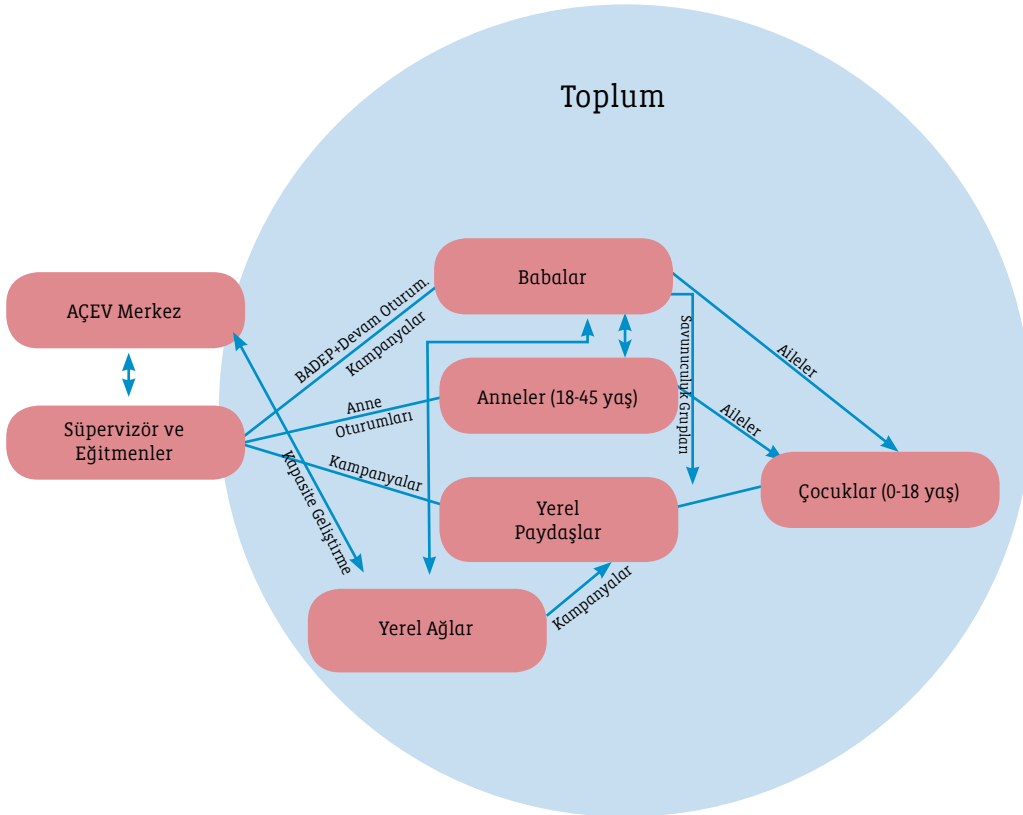 Toplum
AÇEV Merkez
Süpervizör ve
Eğitmenler
BADEP+Devam Oturum.
Kampanyalar
Anne
Oturumları
Kampanyalar
Kapasite Geliştirme
Babalar
Anneler (18-45 yaş)
Savunuculuk Grupları
Aileler
Aileler
Yerel
Paydaşlar
Çocuklar (0-18 yaş)
Yerel Ağlar
Kampanyalar